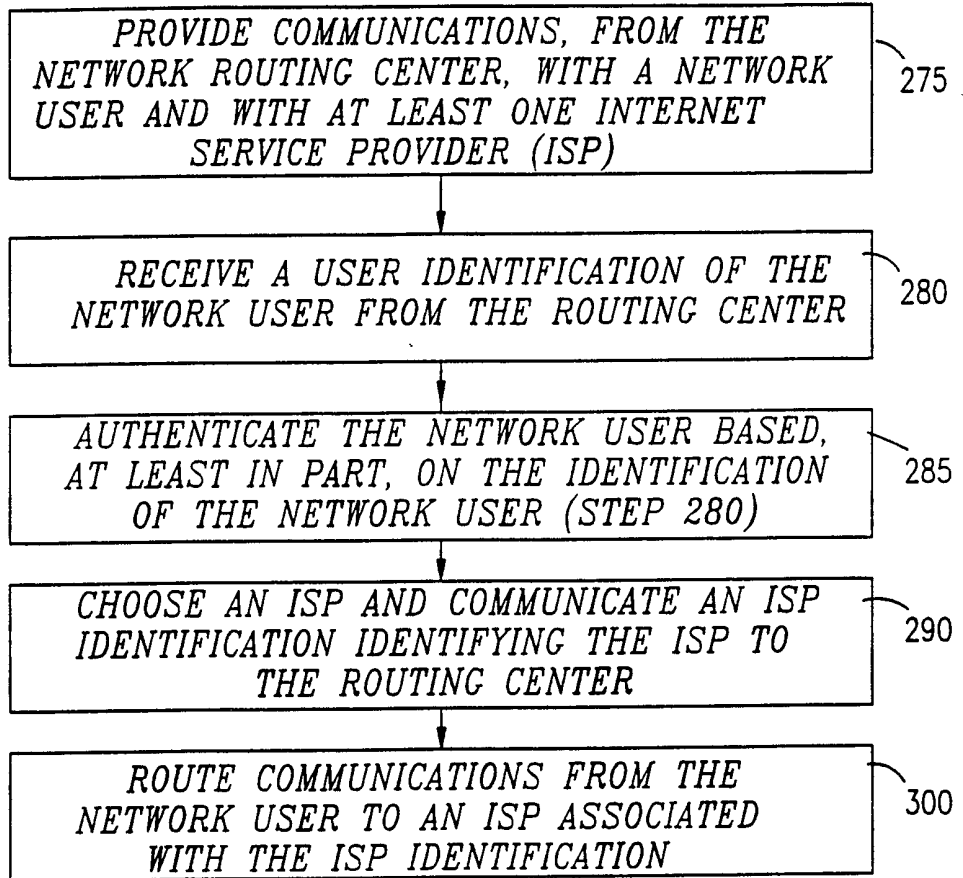 PROVIDE COMMUNICATIONS, FROM THE
NETWORK ROUTING CENTER, WITH A NETWORK
USER AND WITH AT LEAST ONE INTERNET
SERVICE PROVIDER (ISP)
275
RECEIVE A USER IDENTIFICATION OF THE
NETWORK USER FROM THE ROUTING CENTER
280
AUTHENTICATE THE NETWORK USER BASED,
AT LEAST IN PART, ON THE IDENTIFICATION
OF THE NETWORK USER (STEP 280)
285
CHOOSE AN ISP AND COMMUNICATE AN ISP
IDENTIFICATION IDENTIFYING THE ISP TO
THE ROUTING CENTER
290
ROUTE COMMUNICATIONS FROM THE
NETWORK USER TO AN ISP ASSOCIATED
WITH THE ISP IDENTIFICATION
300